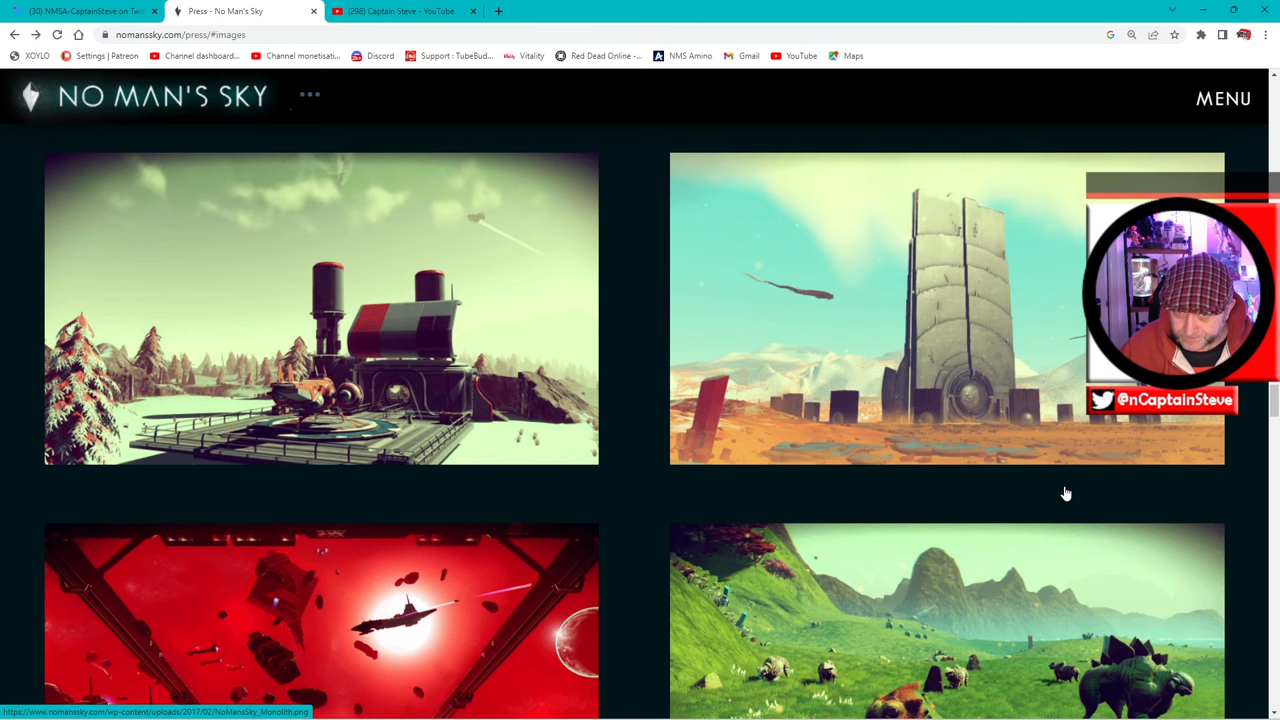 (30) NMSA-CaptainSteve on Twi
Press - No Man's Sky
(298) Captain Steve - YouTube
nomanssky.com/press/#images
XOYLO
Settings | Patreon
Channel dashboard...
Channel monetisati...
Discord
Support : TubeBud...
Vitality
Red Dead Online -...
NMS Amino
Gmail
YouTube
Maps
NO MAN'S SKY
MENU
@nCaptainSteve
https://www.nomanssky.com/wp-content/uploads/2017/02/NoMansSky_Monolith.png